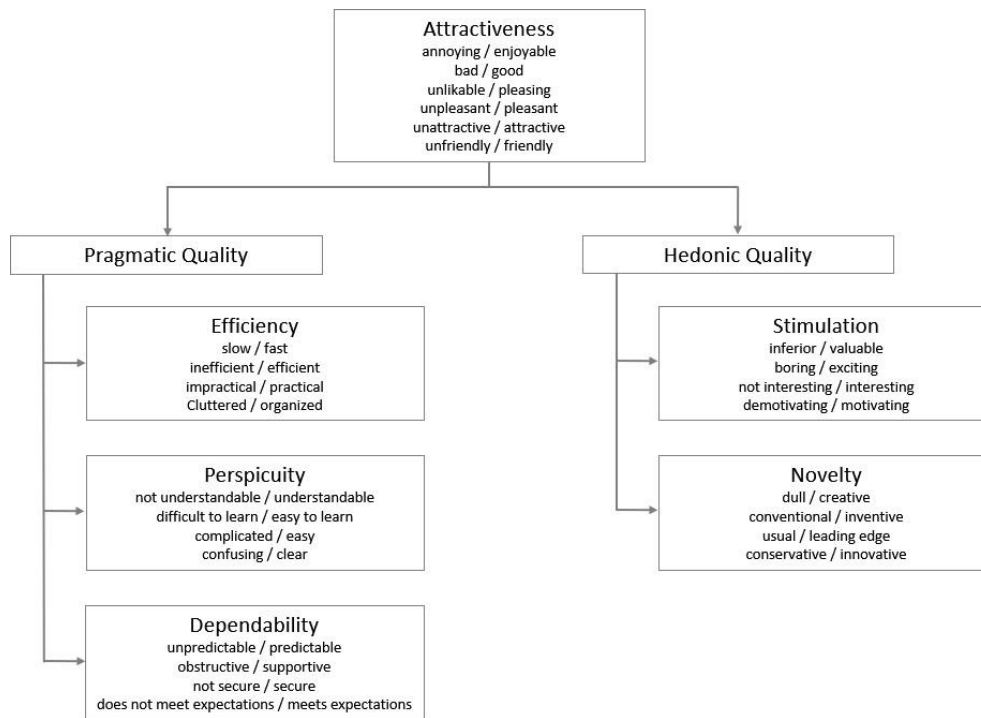 Attractiveness
annoying / enjoyable
bad / good
unlikable / pleasing
unpleasant / pleasant
unattractive / attractive
unfriendly / friendly
Pragmatic Quality
Hedonic Quality
Efficiency
slow / fast
inefficient / efficient
impractical / practical
Cluttered / organized
Stimulation
inferior / valuable
boring / exciting
not interesting / interesting
demotivating / motivating
Perspicuity
not understandable / understandable
difficult to learn / easy to learn
complicated / easy
confusing / clear
Novelty
dull / creative
conventional / inventive
usual / leading edge
conservative / innovative
Dependability
unpredictable / predictable
obstructive / supportive
not secure / secure
does not meet expectations / meets expectations